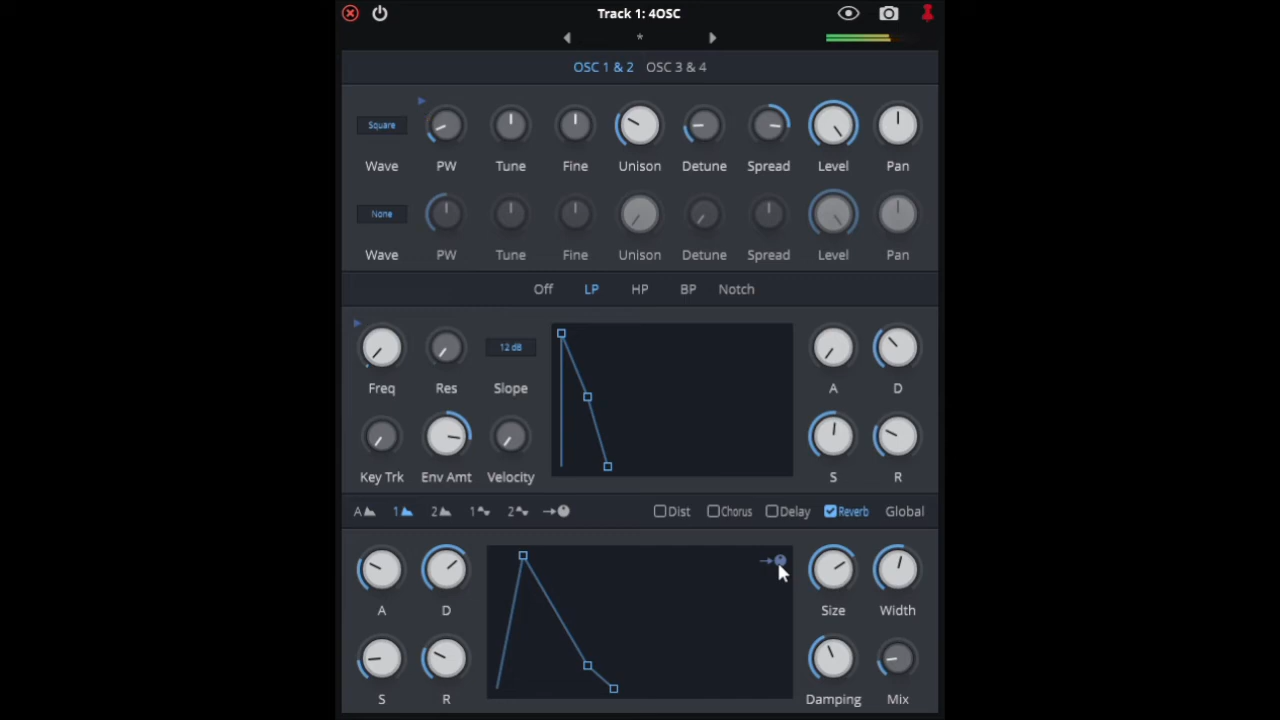 Track 1: 4OSC
*
OSC 1 & 2 OSC 3 & 4
Square
Wave PW Tune Fine Unison Detune Spread Level Pan
None
Wave PW Tune Fine Unison Detune Spread Level Pan
Off LP HP BP Notch
12 dB
Freq Res Slope A D
Key Trk Env Amt Velocity S R
A 1 2 1 2 Dist Chorus Delay Reverb Global
A D Size Width
S R Damping Mix